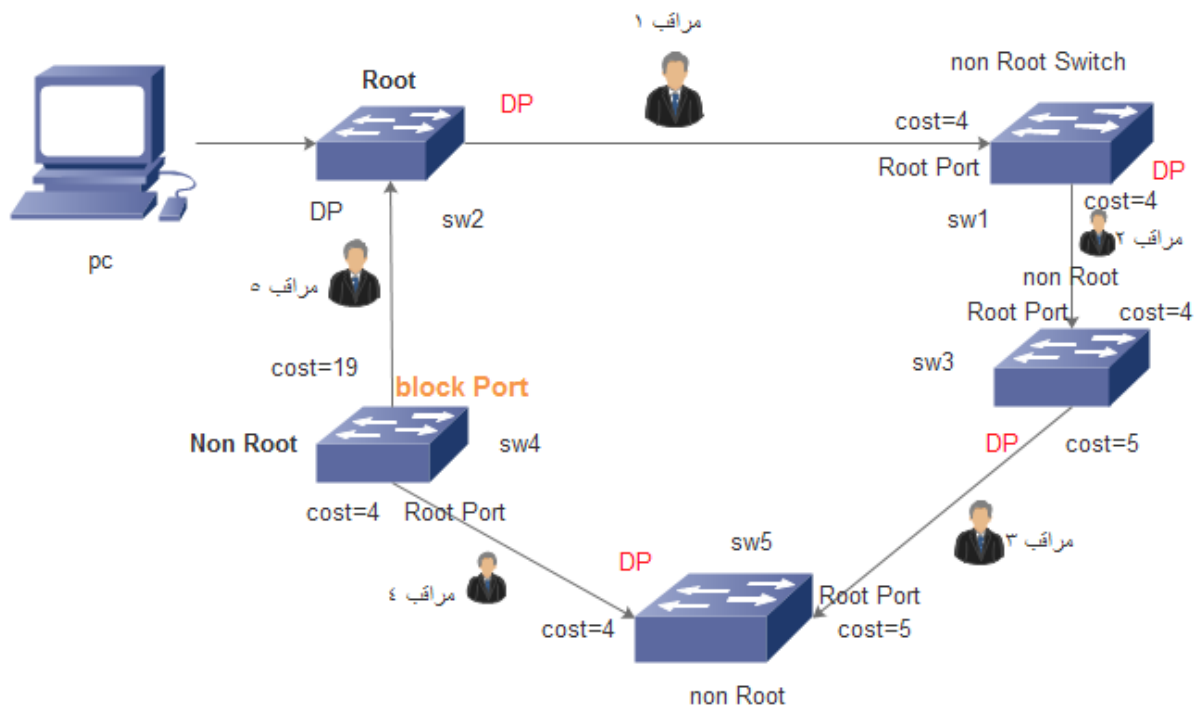 مراقب ١
Root
non Root Switch
DP
cost=4
Root Port
DP
cost=4
DP
sw2
sw1
مراقب ٢
pc
مراقب ٥
non Root
Root Port
cost=4
sw3
cost=19
block Port
Non Root
sw4
DP
cost=5
cost=4
Root Port
مراقب ٣
sw5
DP
مراقب ٤
Root Port
cost=4
cost=5
non Root